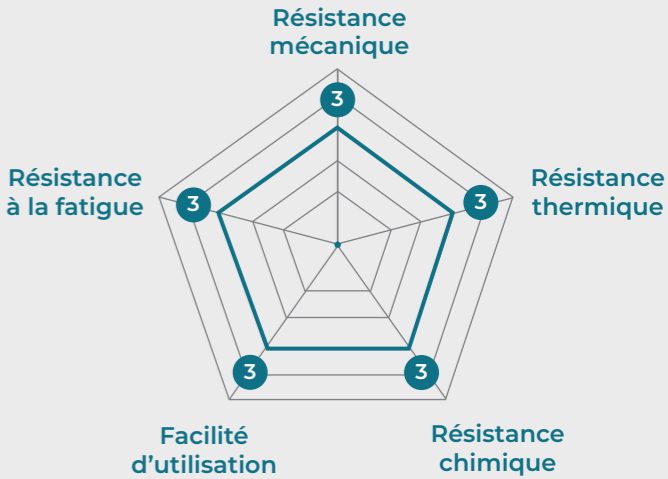 Résistance
mécanique
3
Résistance
à la fatigue
3
3
Résistance
thermique
3
3
Facilité
d’utilisation
Résistance
chimique